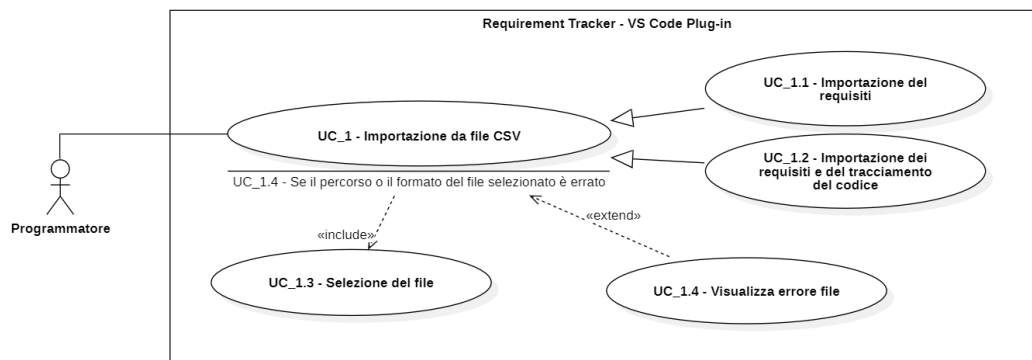 Requirement Tracker - VS Code Plug-in
UC_1.1 - Importazione del
requisiti
UC_1 - Importazione da file CSV
UC_1.2 - Importazione dei
requisiti e del tracciamento
del codice
UC_1.4 - Se il percorso o il formato del file selezionato è errato
Programmatore
«include»
«extend»
UC_1.3 - Selezione del file
UC_1.4 - Visualizza errore file